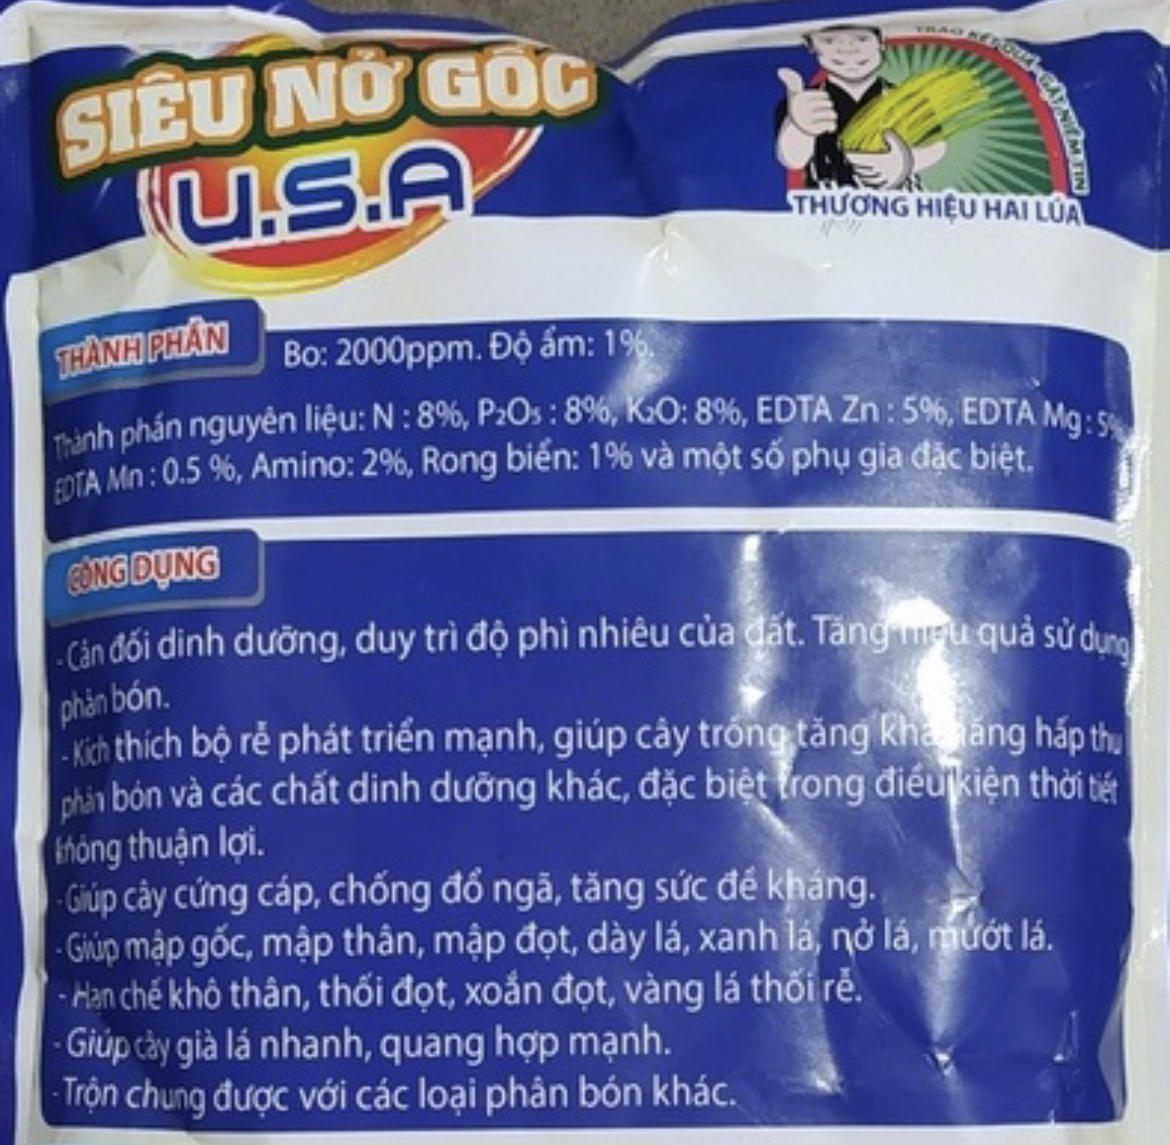 SIÊU NỞ GỐC
U.S.A
TRAO KẾT QUẢ - GẶT NIỀM TIN
THƯƠNG HIỆU HAI LÚA
THÀNH PHẦN
Bo: 2000ppm. Độ ẩm: 1%.
Thành phần nguyên liệu: N : 8%, P₂O₅ : 8%, K₂O: 8%, EDTA Zn : 5%, EDTA Mg : 5%,
EDTA Mn : 0.5 %, Amino: 2%, Rong biển: 1% và một số phụ gia đặc biệt.
CÔNG DỤNG
- Cân đối dinh dưỡng, duy trì độ phì nhiêu của đất. Tăng hiệu quả sử dụng
phân bón.
- Kích thích bộ rễ phát triển mạnh, giúp cây trồng tăng khả năng hấp thu
phân bón và các chất dinh dưỡng khác, đặc biệt trong điều kiện thời tiết
không thuận lợi.
- Giúp cây cứng cáp, chống đổ ngã, tăng sức đề kháng.
- Giúp mập gốc, mập thân, mập đọt, dày lá, xanh lá, nở lá, mướt lá.
- Hạn chế khô thân, thối đọt, xoắn đọt, vàng lá thối rễ.
- Giúp cây già lá nhanh, quang hợp mạnh.
- Trộn chung được với các loại phân bón khác.